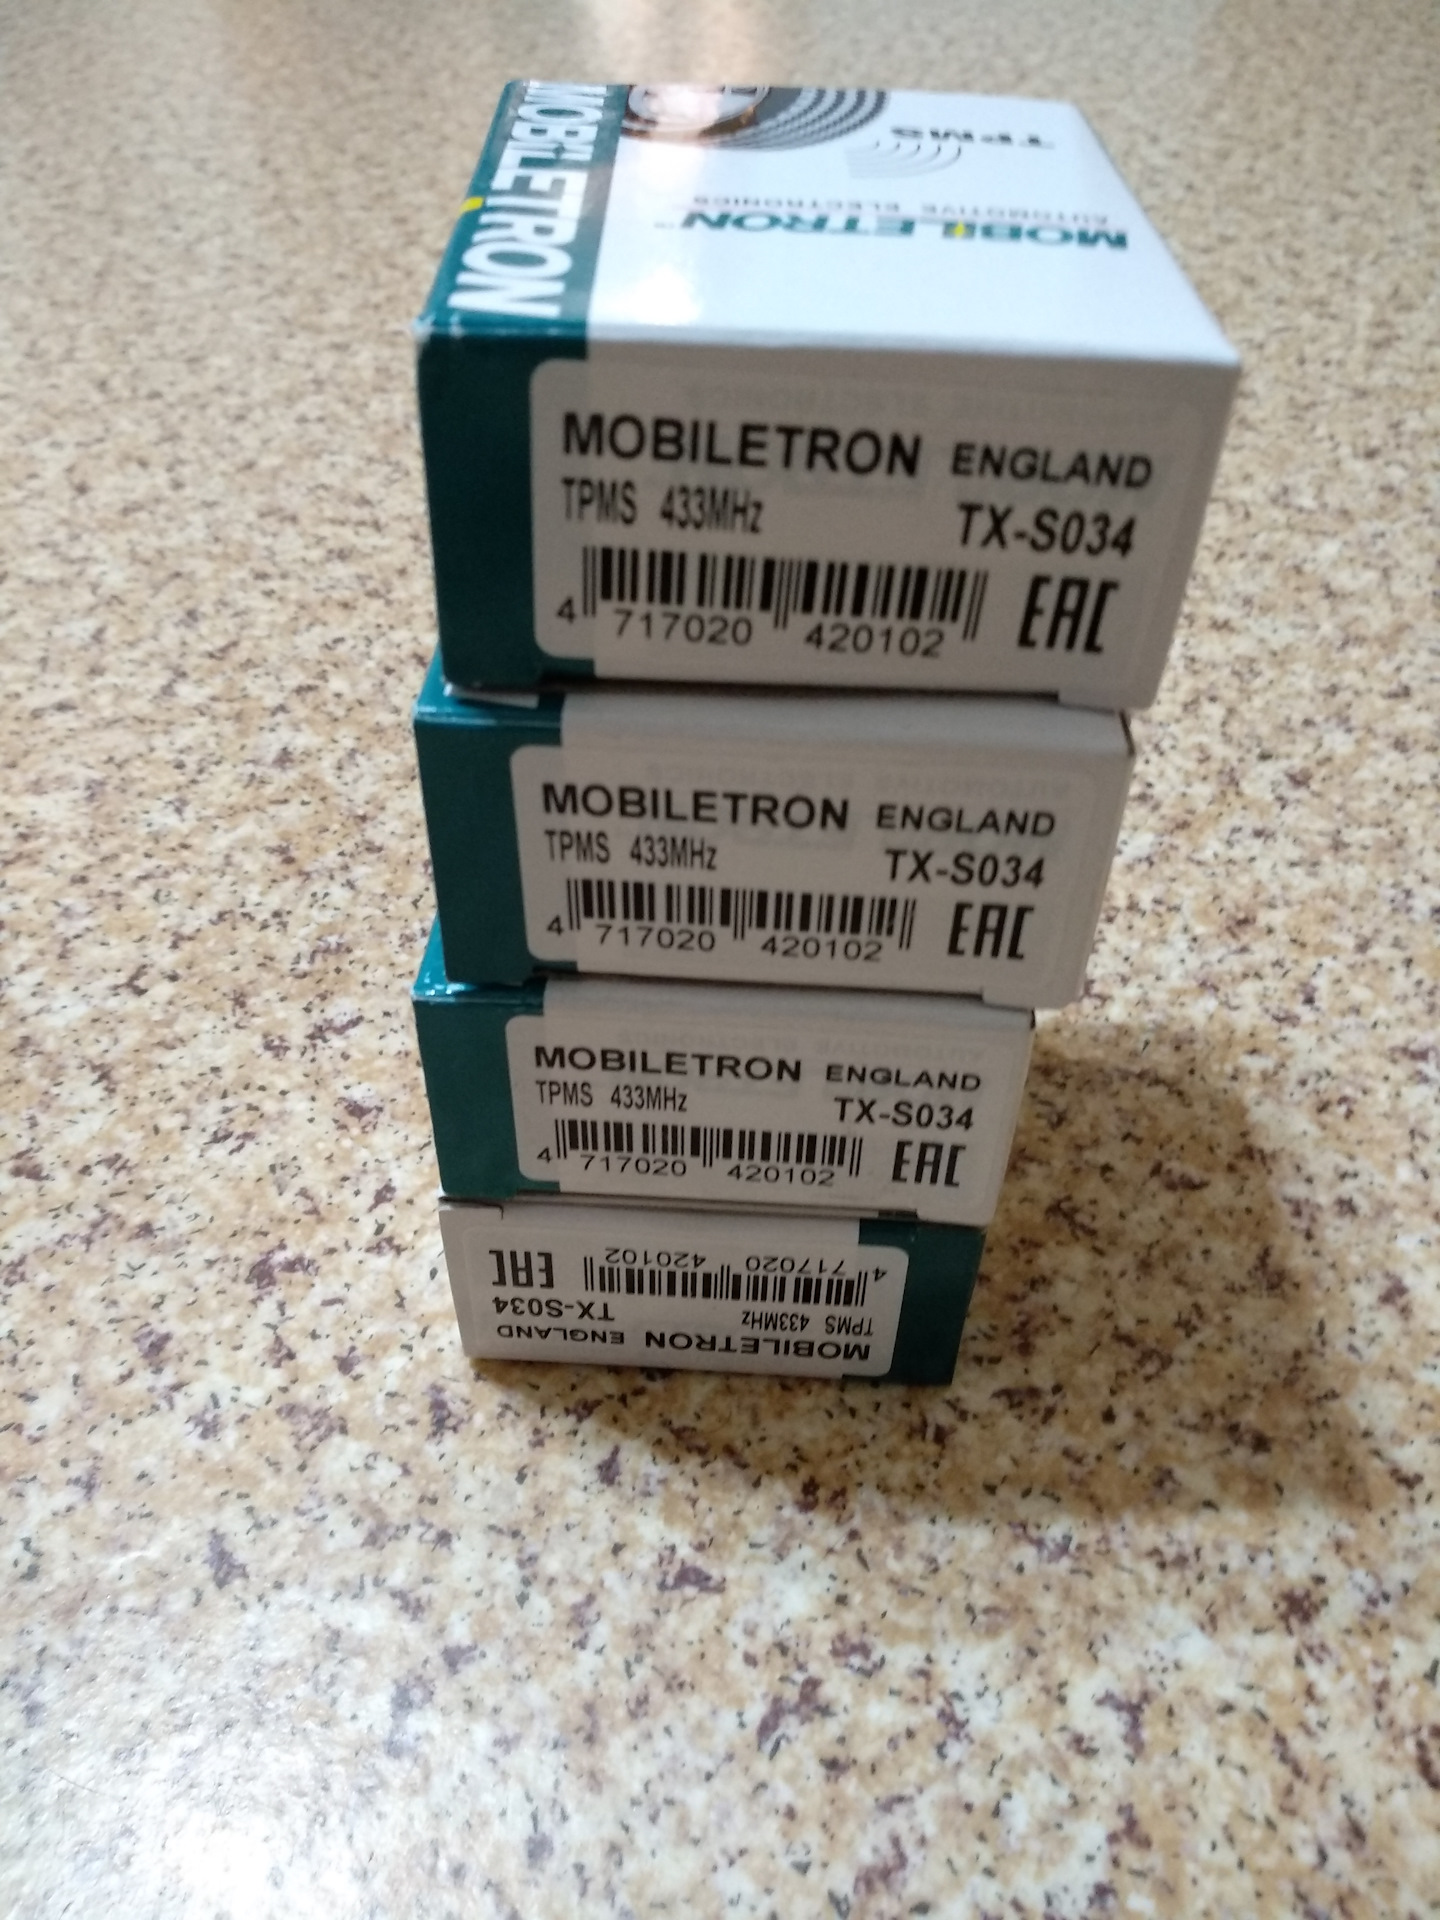 MOBILETRON
TPMS
MOBILETRON™
AUTOMOTIVE ELECTRONICS
MOBILETRON ENGLAND
TPMS 433MHz TX-S034
4 717020 420102 EAC
MOBILETRON ENGLAND
TPMS 433MHz TX-S034
4 717020 420102 EAC
MOBILETRON ENGLAND
TPMS 433MHz TX-S034
4 717020 420102 EAC
MOBILETRON ENGLAND
TPMS 433MHz TX-S034
4 717020 420102 EAC